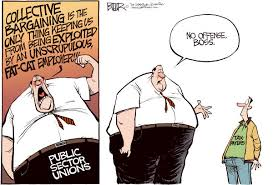 COLLECTIVE
BARGAINING IS THE
ONLY THING KEEPING US
FROM BEING EXPLOITED
BY AN UNSCRUPULOUS,
FAT-CAT EMPLOYER!!!
PUBLIC
SECTOR
UNIONS
NO OFFENSE,
BOSS.
TAX
PAYERS